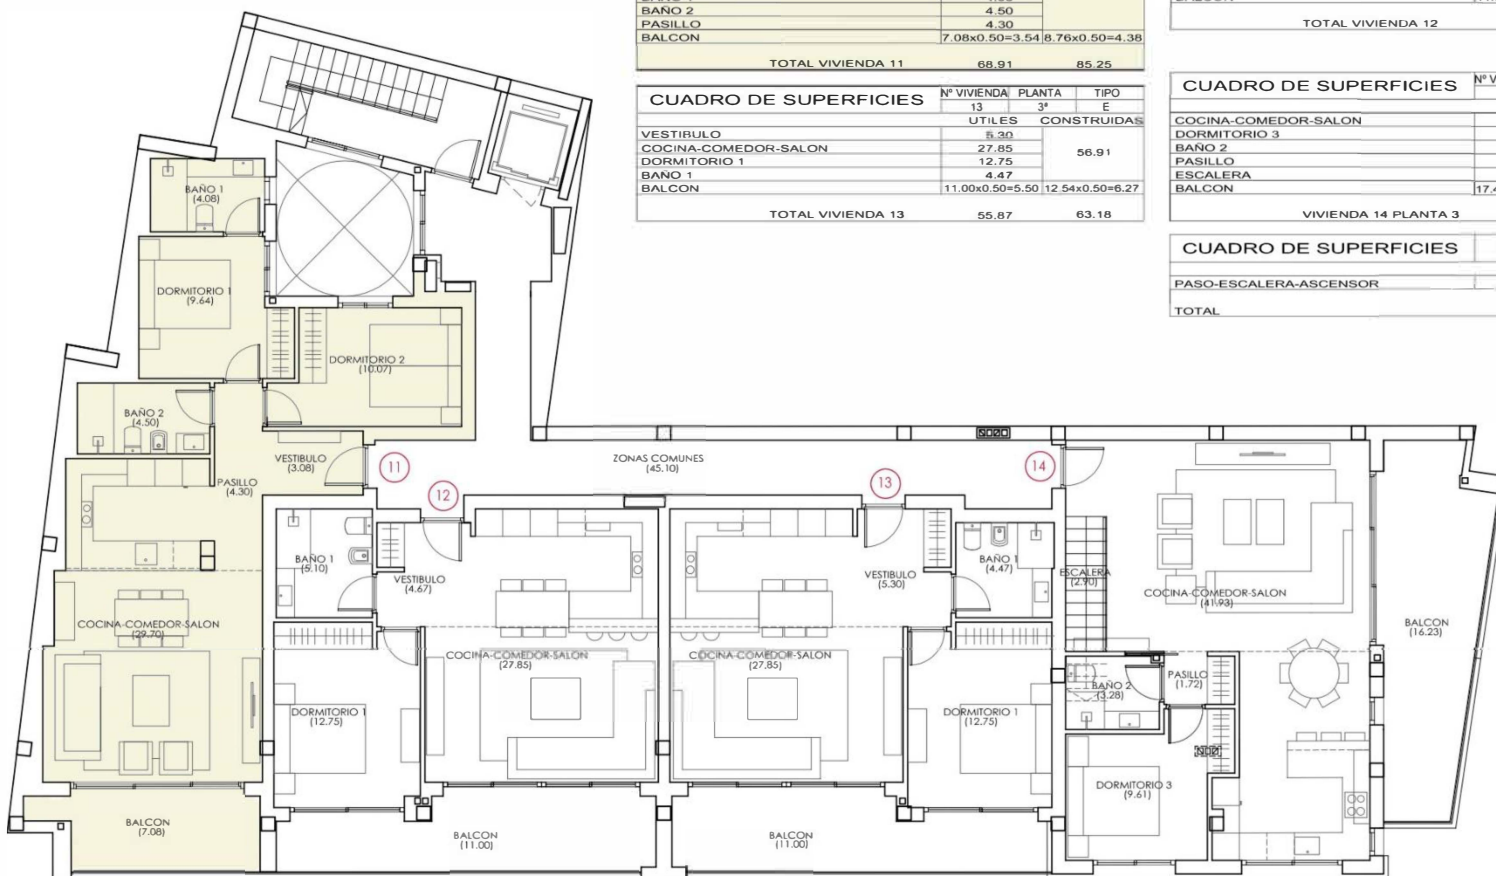 BAÑO 2 4.50
PASILLO 4.30
BALCON 7.08x0.50=3.54 8.76x0.50=4.38
TOTAL VIVIENDA 11 68.91 85.25
TOTAL VIVIENDA 12
CUADRO DE SUPERFICIES Nº VIVIENDA PLANTA TIPO
13 3ª E
UTILES CONSTRUIDAS
VESTIBULO 5.30
COCINA-COMEDOR-SALON 27.85 56.91
DORMITORIO 1 12.75
BAÑO 1 4.47
BALCON 11.00x0.50=5.50 12.54x0.50=6.27
TOTAL VIVIENDA 13 55.87 63.18
CUADRO DE SUPERFICIES Nº V
COCINA-COMEDOR-SALON
DORMITORIO 3
BAÑO 2
PASILLO
ESCALERA
BALCON 17.4
VIVIENDA 14 PLANTA 3
CUADRO DE SUPERFICIES
PASO-ESCALERA-ASCENSOR
TOTAL
BAÑO 1
(4.08)
DORMITORIO 1
(9.64)
DORMITORIO 2
(10.07)
BAÑO 2
(4.50)
VESTIBULO
(3.08)
PASILLO
(4.30)
11
12
ZONAS COMUNES
(45.10)
13
14
BAÑO 1
(5.10)
VESTIBULO
(4.67)
VESTIBULO
(5.30)
BAÑO 1
(4.47)
ESCALERA
(2.90)
COCINA-COMEDOR-SALON
(41.93)
BALCON
(16.23)
COCINA-COMEDOR-SALON
(29.70)
COCINA-COMEDOR-SALON
(27.85)
COCINA-COMEDOR-SALON
(27.85)
BAÑO 2
(3.28)
PASILLO
(1.72)
DORMITORIO 1
(12.75)
DORMITORIO 1
(12.75)
DORMITORIO 3
(9.61)
BALCON
(7.08)
BALCON
(11.00)
BALCON
(11.00)